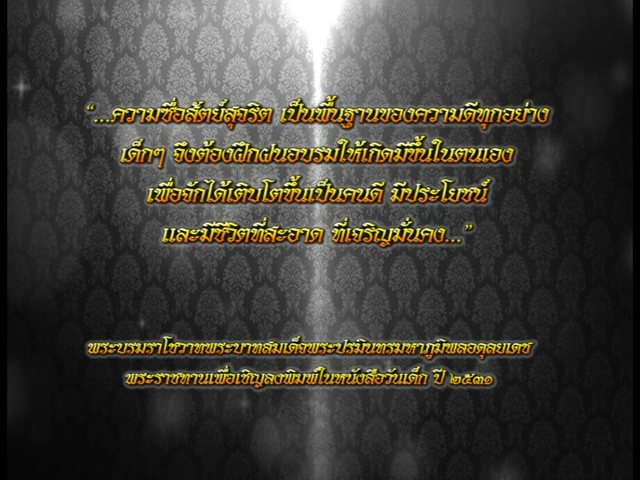 “...ความซื่อสัตย์สุจริต เป็นพื้นฐานของความดีทุกอย่าง
เด็กๆ จึงต้องฝึกฝนอบรมให้เกิดมีขึ้นในตนเอง
เพื่อจักได้เติบโตขึ้นเป็นคนดี มีประโยชน์
และมีชีวิตที่สะอาด ที่เจริญมั่นคง...”
พระบรมราโชวาทพระบาทสมเด็จพระปรมินทรมหาภูมิพลอดุลยเดช
พระราชทานเพื่อเชิญลงพิมพ์ในหนังสือวันเด็ก ปี ๒๕๓๑